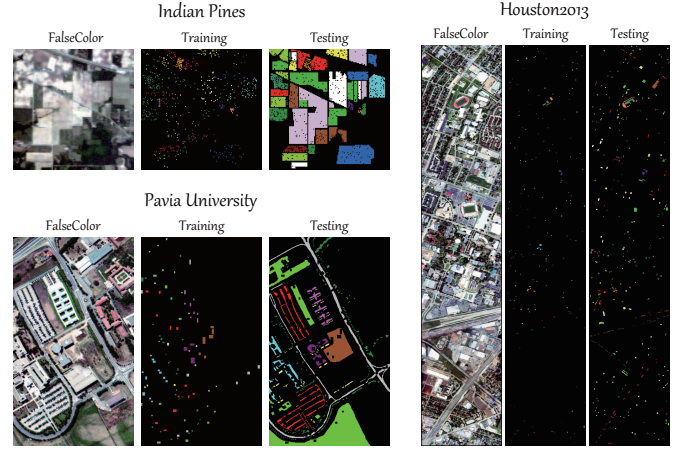 Indian Pines
FalseColor Training Testing
Pavia University
FalseColor Training Testing
Houston2013
FalseColor Training Testing